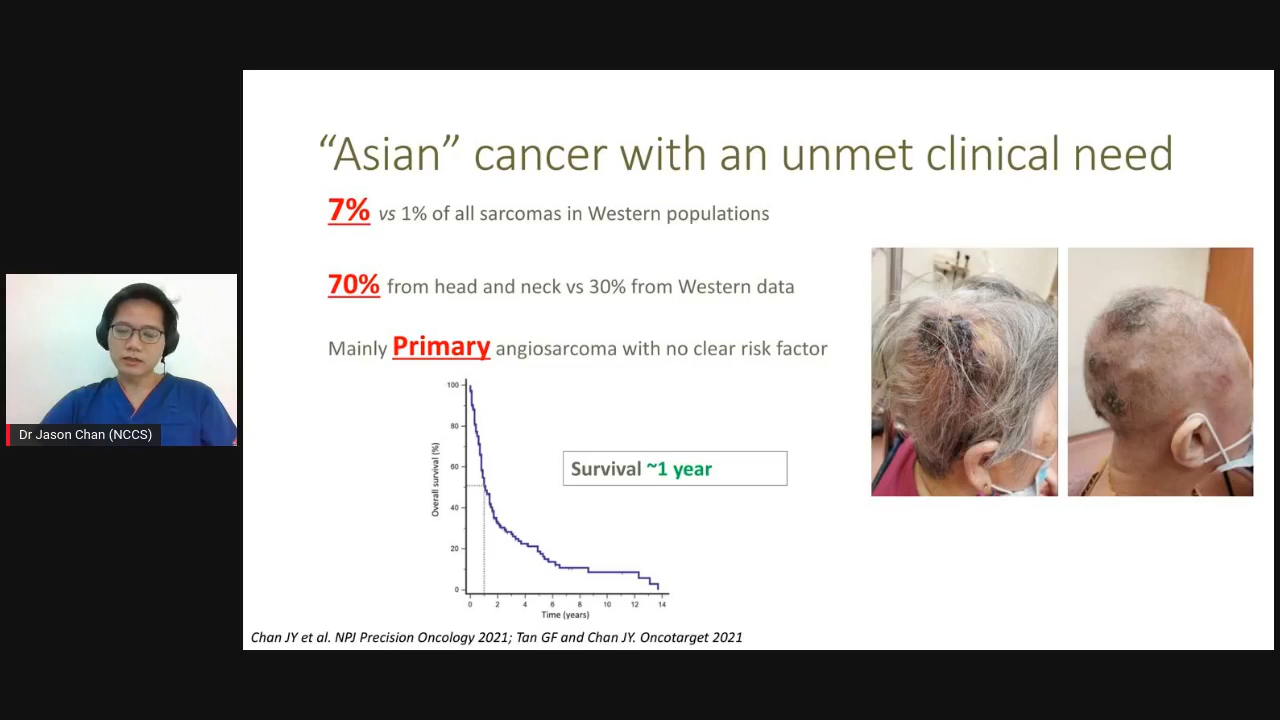 “Asian” cancer with an unmet clinical need
7% vs 1% of all sarcomas in Western populations
70% from head and neck vs 30% from Western data
Mainly Primary angiosarcoma with no clear risk factor
Overall survival (%)
100
80
60
40
20
0
0 2 4 6 8 10 12 14
Time (years)
Survival ~1 year
Dr Jason Chan (NCCS)
Chan JY et al. NPJ Precision Oncology 2021; Tan GF and Chan JY. Oncotarget 2021